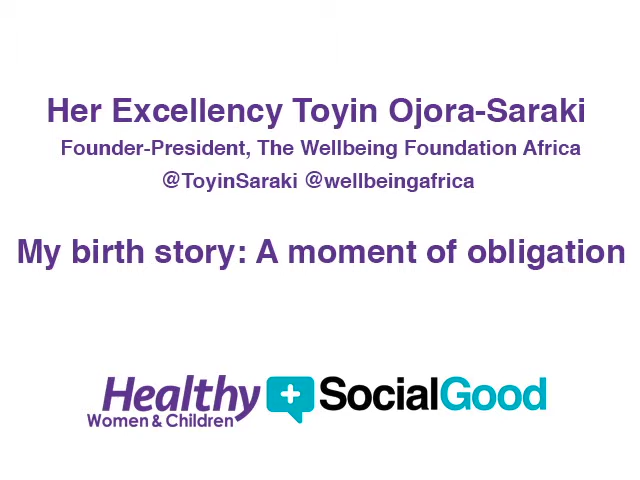 Her Excellency Toyin Ojora-Saraki
Founder-President, The Wellbeing Foundation Africa
@ToyinSaraki @wellbeingafrica
My birth story: A moment of obligation
Healthy + SocialGood
Women & Children